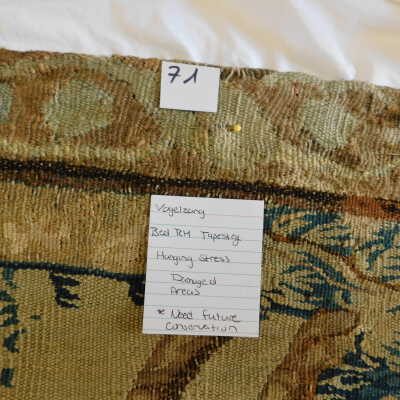 71
Vogelzang
Bed RM Tapestry
Hanging Stress
Damaged
Areas
* Need Future
Conservation